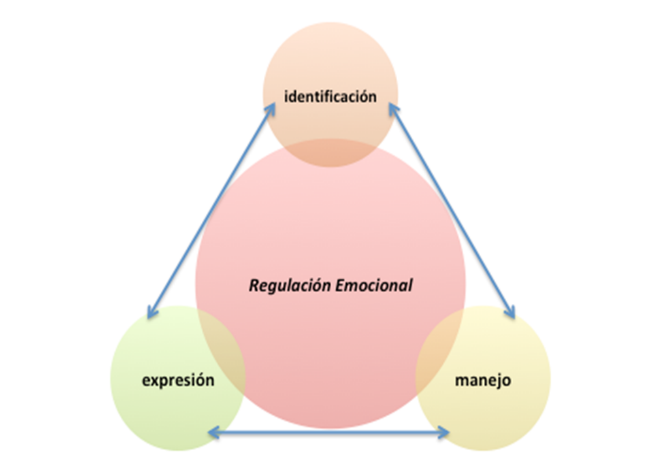 identificación
Regulación Emocional
expresión
manejo